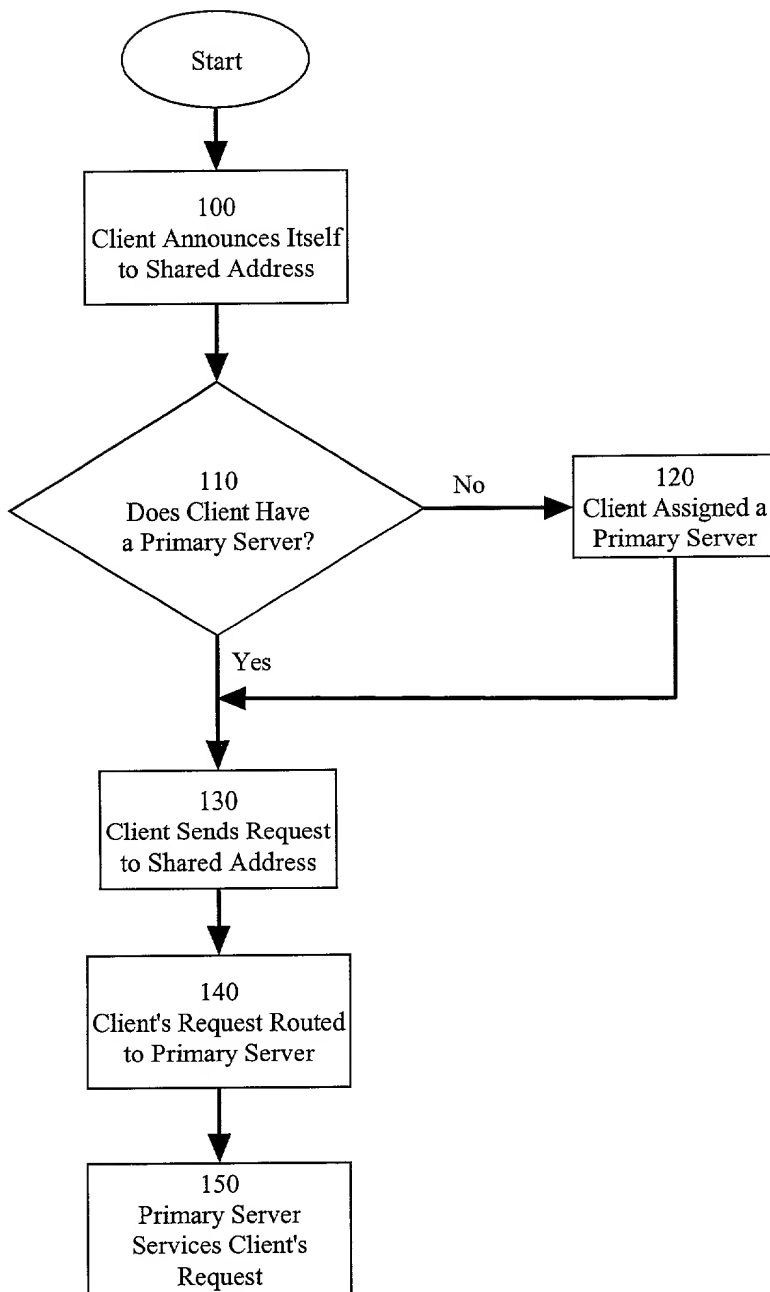 Start
100
Client Announces Itself
to Shared Address
110
Does Client Have
a Primary Server?
No
120
Client Assigned a
Primary Server
Yes
130
Client Sends Request
to Shared Address
140
Client's Request Routed
to Primary Server
150
Primary Server
Services Client's
Request